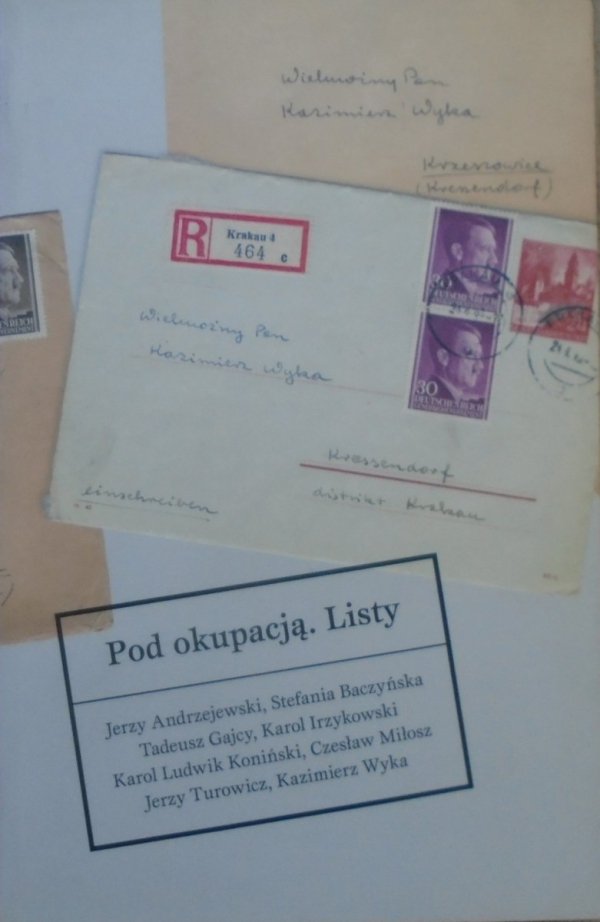 Wielmożny Pan
Kazimierz Wyka
Krzeszowice
(Kressendorf)
R
Krakau 4
464 c
30
30
DEUTSCHES REICH
Wielmożny Pan
Kazimierz Wyka
Kressendorf
distrikt Krakau
einschreiben
Pod okupacją. Listy
Jerzy Andrzejewski, Stefania Baczyńska
Tadeusz Gajcy, Karol Irzykowski
Karol Ludwik Koniński, Czesław Miłosz
Jerzy Turowicz, Kazimierz Wyka